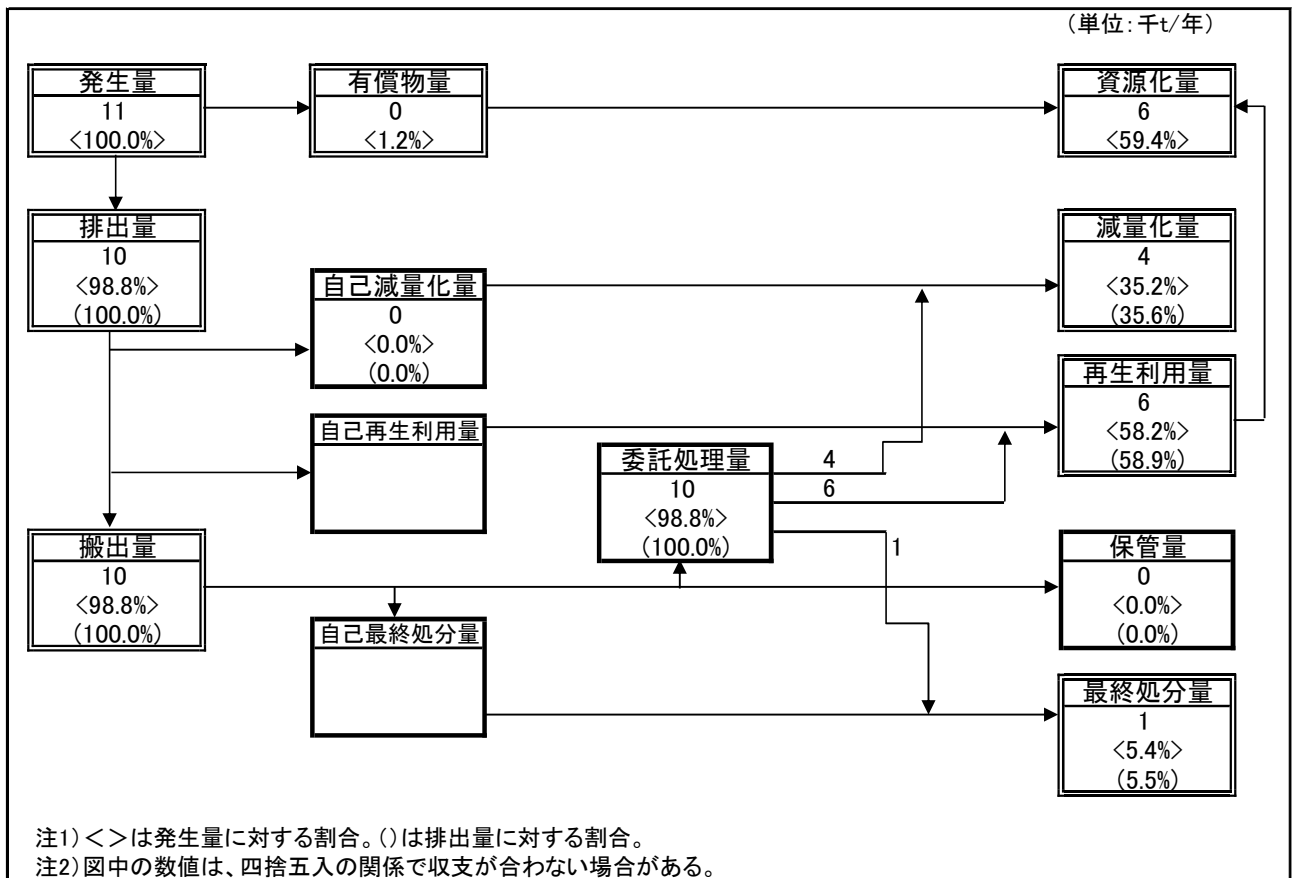 (単位:千t/年)
発生量
11
<100.0%>
有償物量
0
<1.2%>
資源化量
6
<59.4%>
排出量
10
<98.8%>
(100.0%)
自己減量化量
0
<0.0%>
(0.0%)
減量化量
4
<35.2%>
(35.6%)
自己再生利用量
再生利用量
6
<58.2%>
(58.9%)
委託処理量
10
<98.8%>
(100.0%)
4
6
1
搬出量
10
<98.8%>
(100.0%)
保管量
0
<0.0%>
(0.0%)
自己最終処分量
最終処分量
1
<5.4%>
(5.5%)
注1)<>は発生量に対する割合。()は排出量に対する割合。
注2)図中の数値は、四捨五入の関係で収支が合わない場合がある。